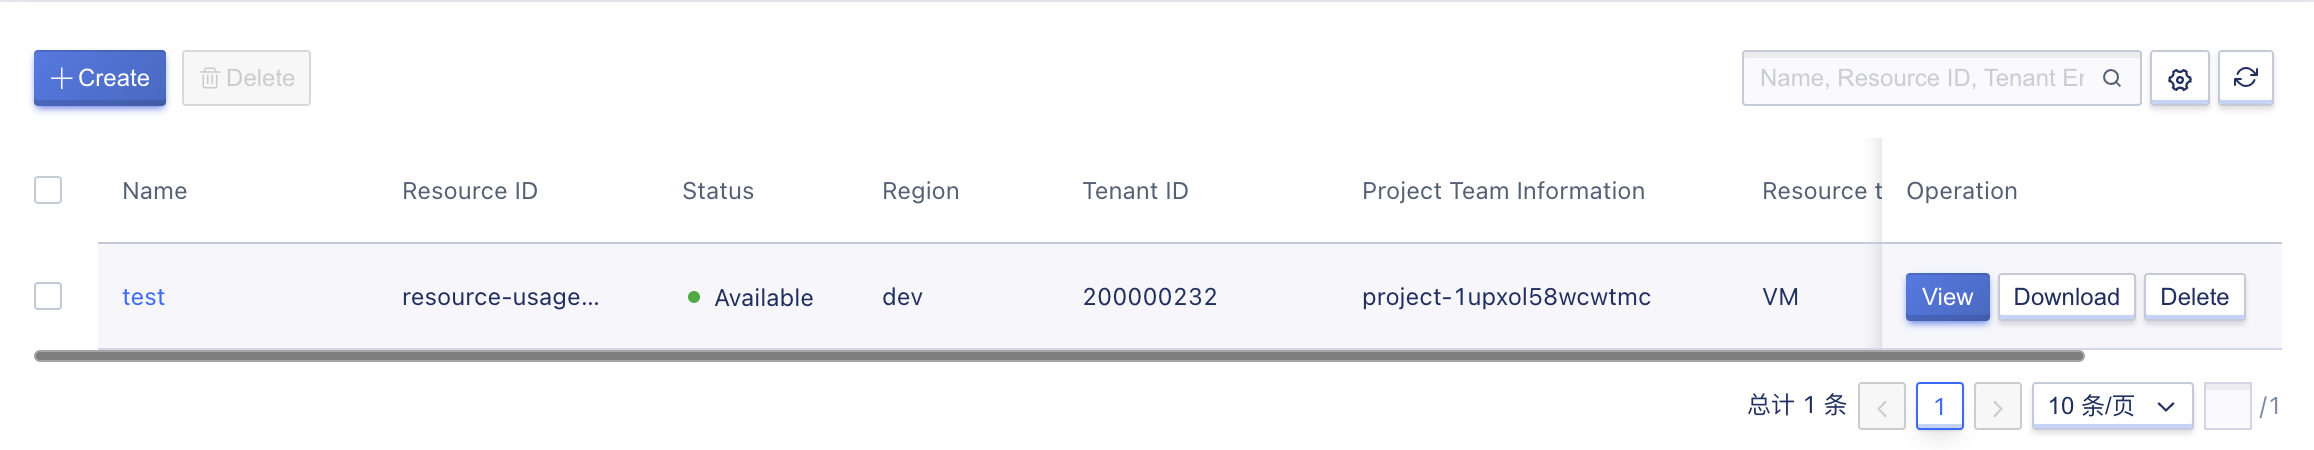 Create Delete Name, Resource ID, Tenant Er
Name Resource ID Status Region Tenant ID Project Team Information Resource t Operation
test resource-usage... Available dev 200000232 project-1upxol58wcwtmc VM View Download Delete
总计 1 条 1 10 条/页 /1